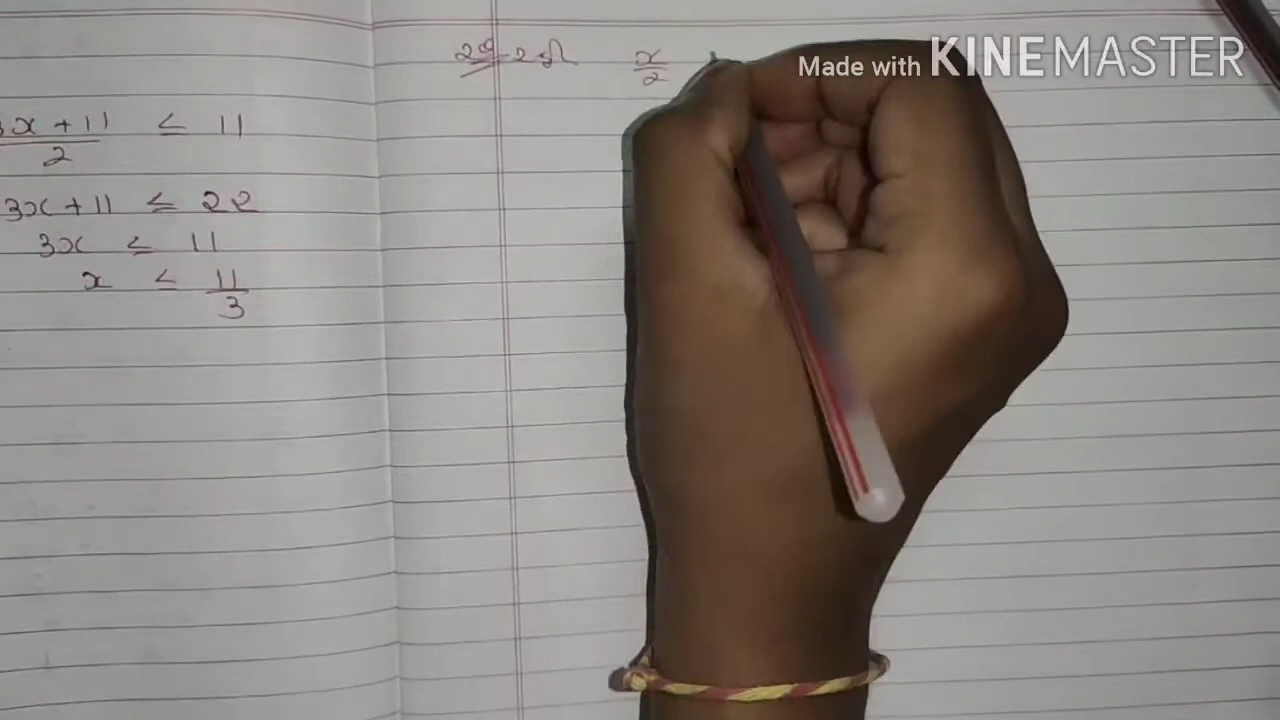 Made with KINEMASTER
x/2
3x + 11 / 2 ≤ 11
3x + 11 ≤ 22
3x ≤ 11
x ≤ 11/3